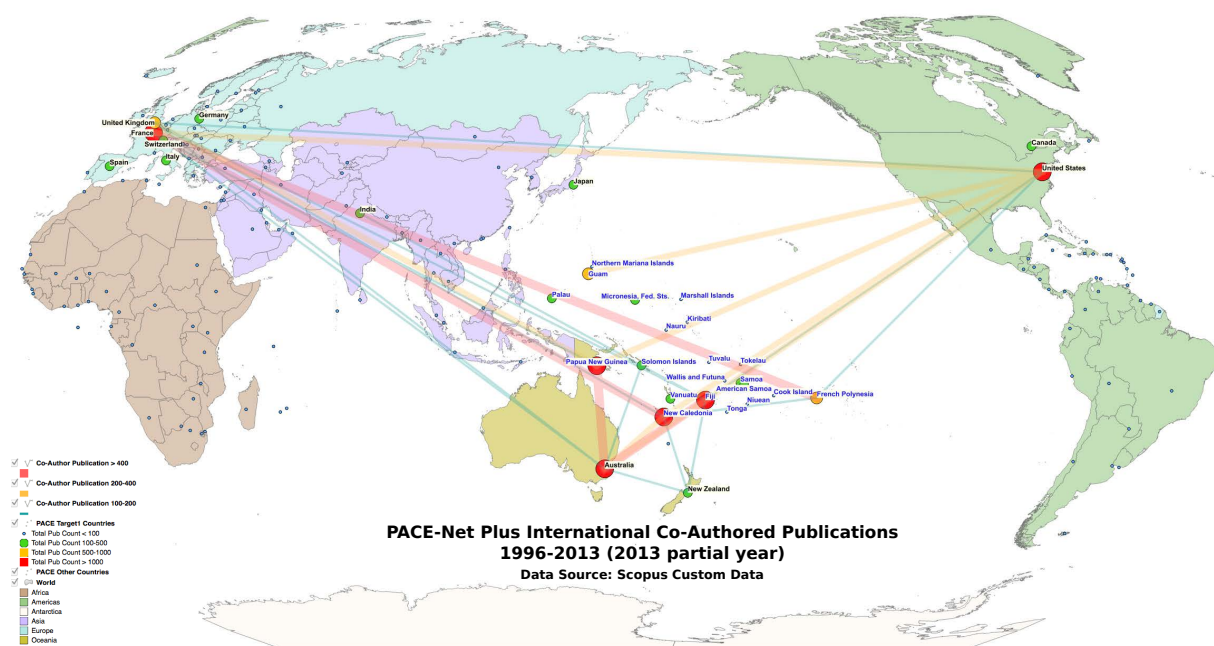 Germany
United Kingdom
France
Switzerland
Italy
Spain
Canada
United States
Japan
India
Northern Mariana Islands
Guam
Palau
Micronesia, Fed. Sts.
Marshall Islands
Kiribati
Nauru
Papua New Guinea
Solomon Islands
Tuvalu
Tokelau
Wallis and Futuna
Samoa
American Samoa
Cook Island
French Polynesia
Vanuatu
Fiji
Niuean
New Caledonia
Tonga
Australia
New Zealand
PACE-Net Plus International Co-Authored Publications
1996-2013 (2013 partial year)
Data Source: Scopus Custom Data
Co-Author Publication > 400
Co-Author Publication 200-400
Co-Author Publication 100-200
PACE Target1 Countries
Total Pub Count < 100
Total Pub Count 100-500
Total Pub Count 500-1000
Total Pub Count > 1000
PACE Other Countries
World
Africa
Americas
Antarctica
Asia
Europe
Oceania